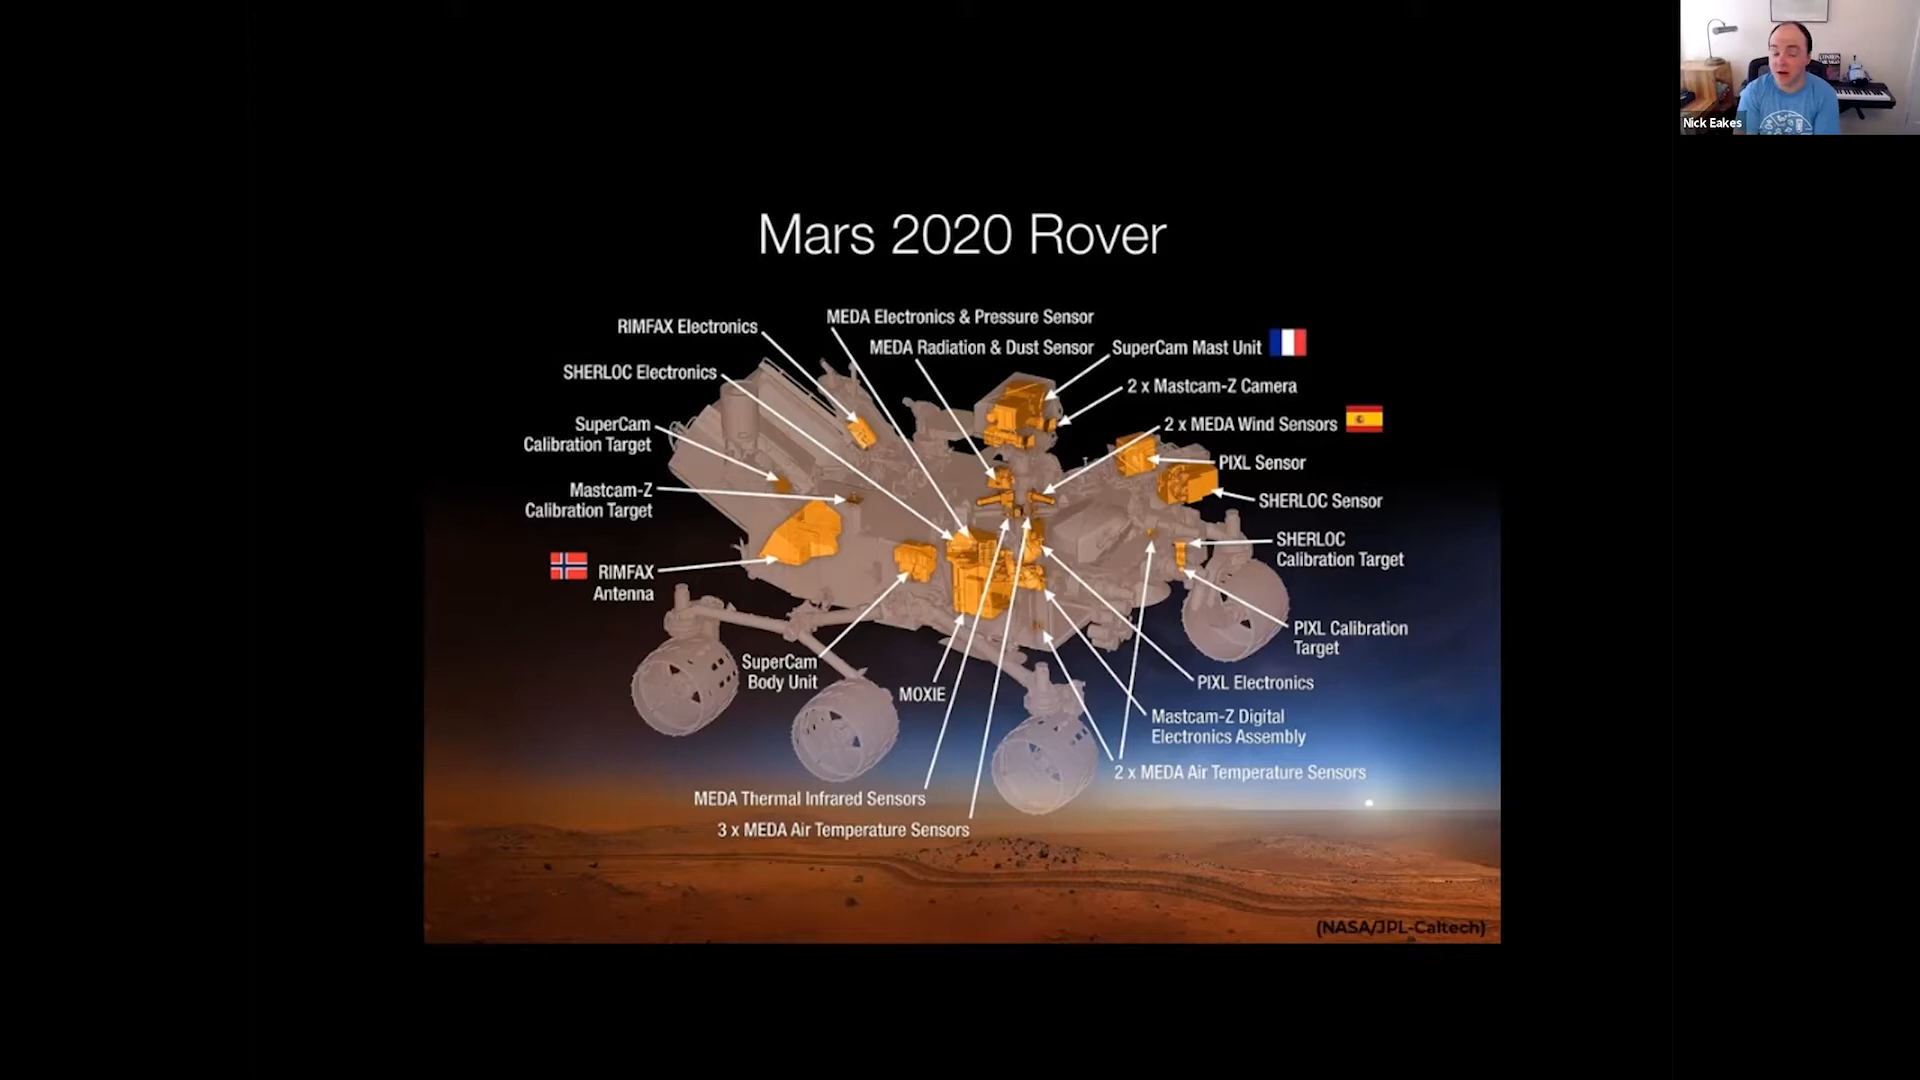 Nick Eakes
Mars 2020 Rover
MEDA Electronics & Pressure Sensor
RIMFAX Electronics
MEDA Radiation & Dust Sensor
SuperCam Mast Unit
SHERLOC Electronics
2 x Mastcam-Z Camera
SuperCam
Calibration Target
2 x MEDA Wind Sensors
PIXL Sensor
Mastcam-Z
Calibration Target
SHERLOC Sensor
SHERLOC
Calibration Target
RIMFAX
Antenna
PIXL Calibration
Target
SuperCam
Body Unit
MOXIE
PIXL Electronics
Mastcam-Z Digital
Electronics Assembly
2 x MEDA Air Temperature Sensors
MEDA Thermal Infrared Sensors
3 x MEDA Air Temperature Sensors
(NASA/JPL-Caltech)